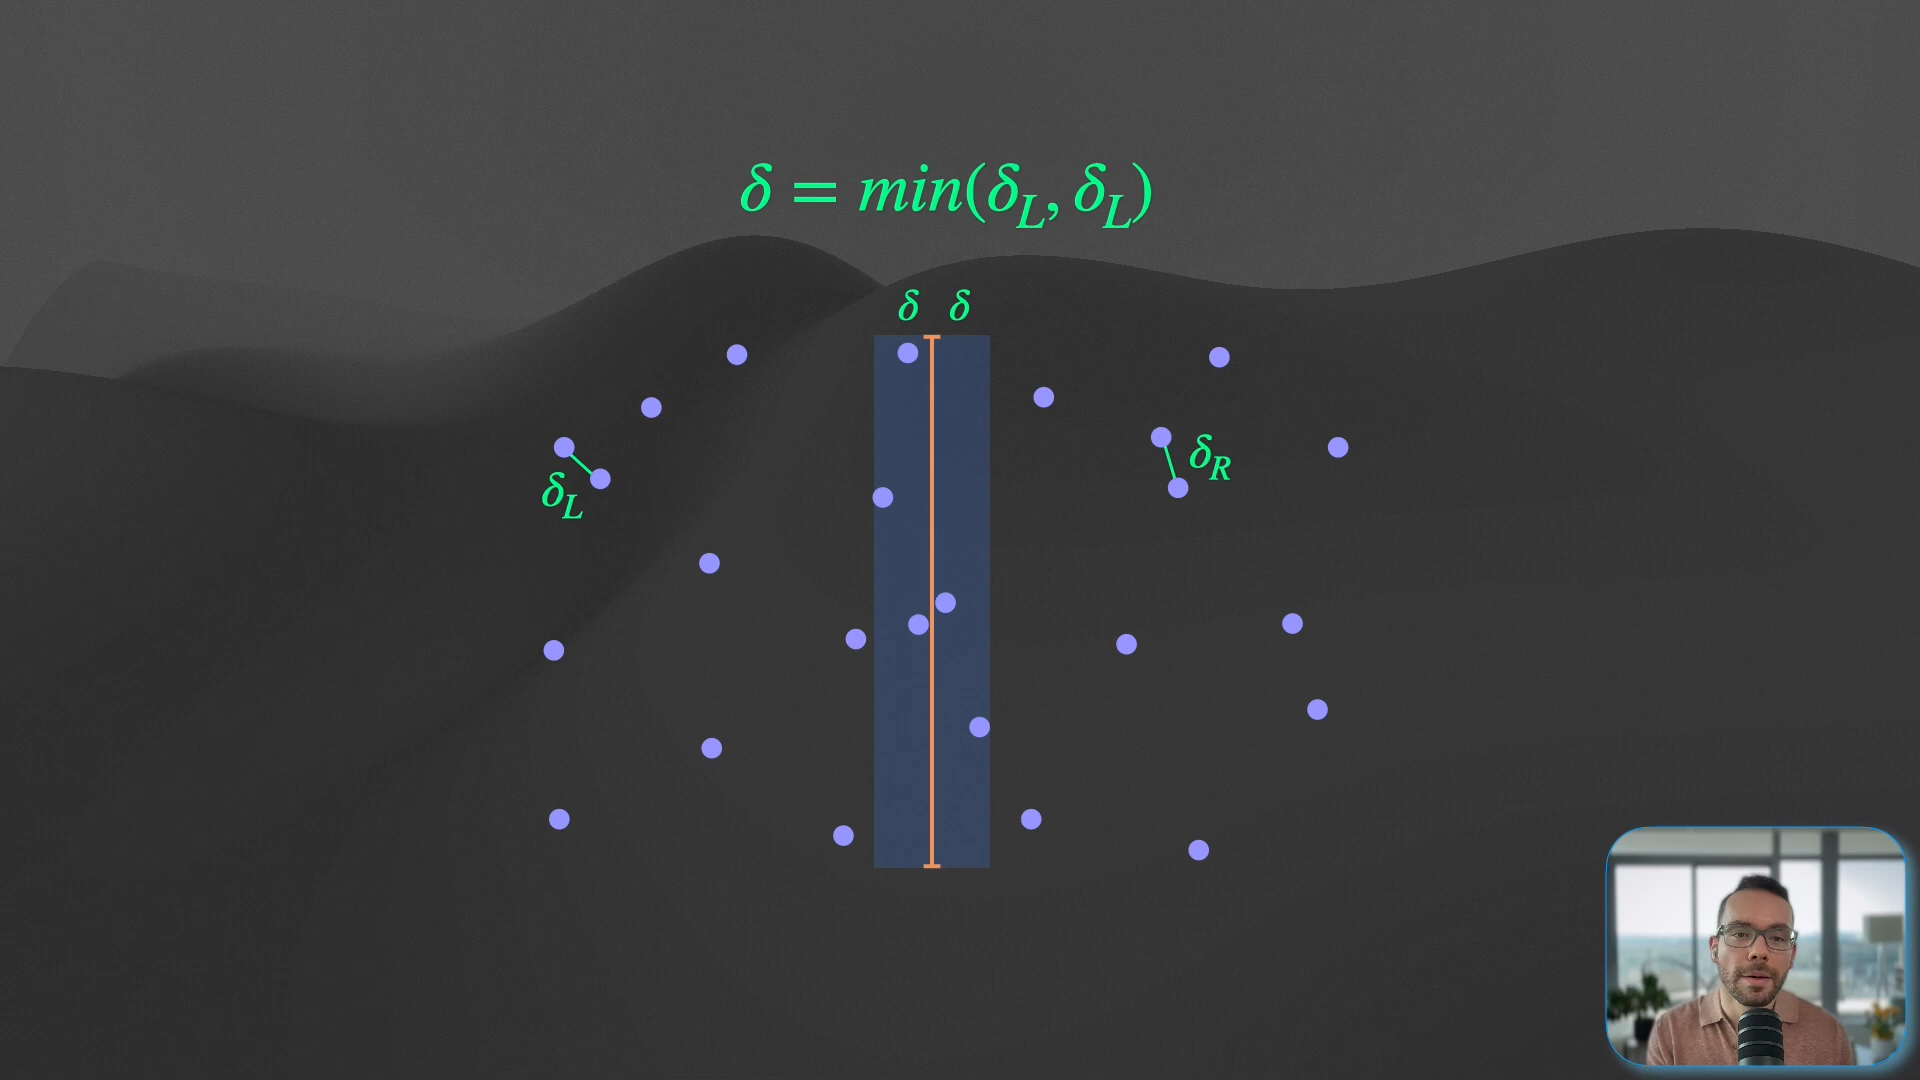 δ = min(δ_L, δ_L)
δ δ
δ_R
δ_L